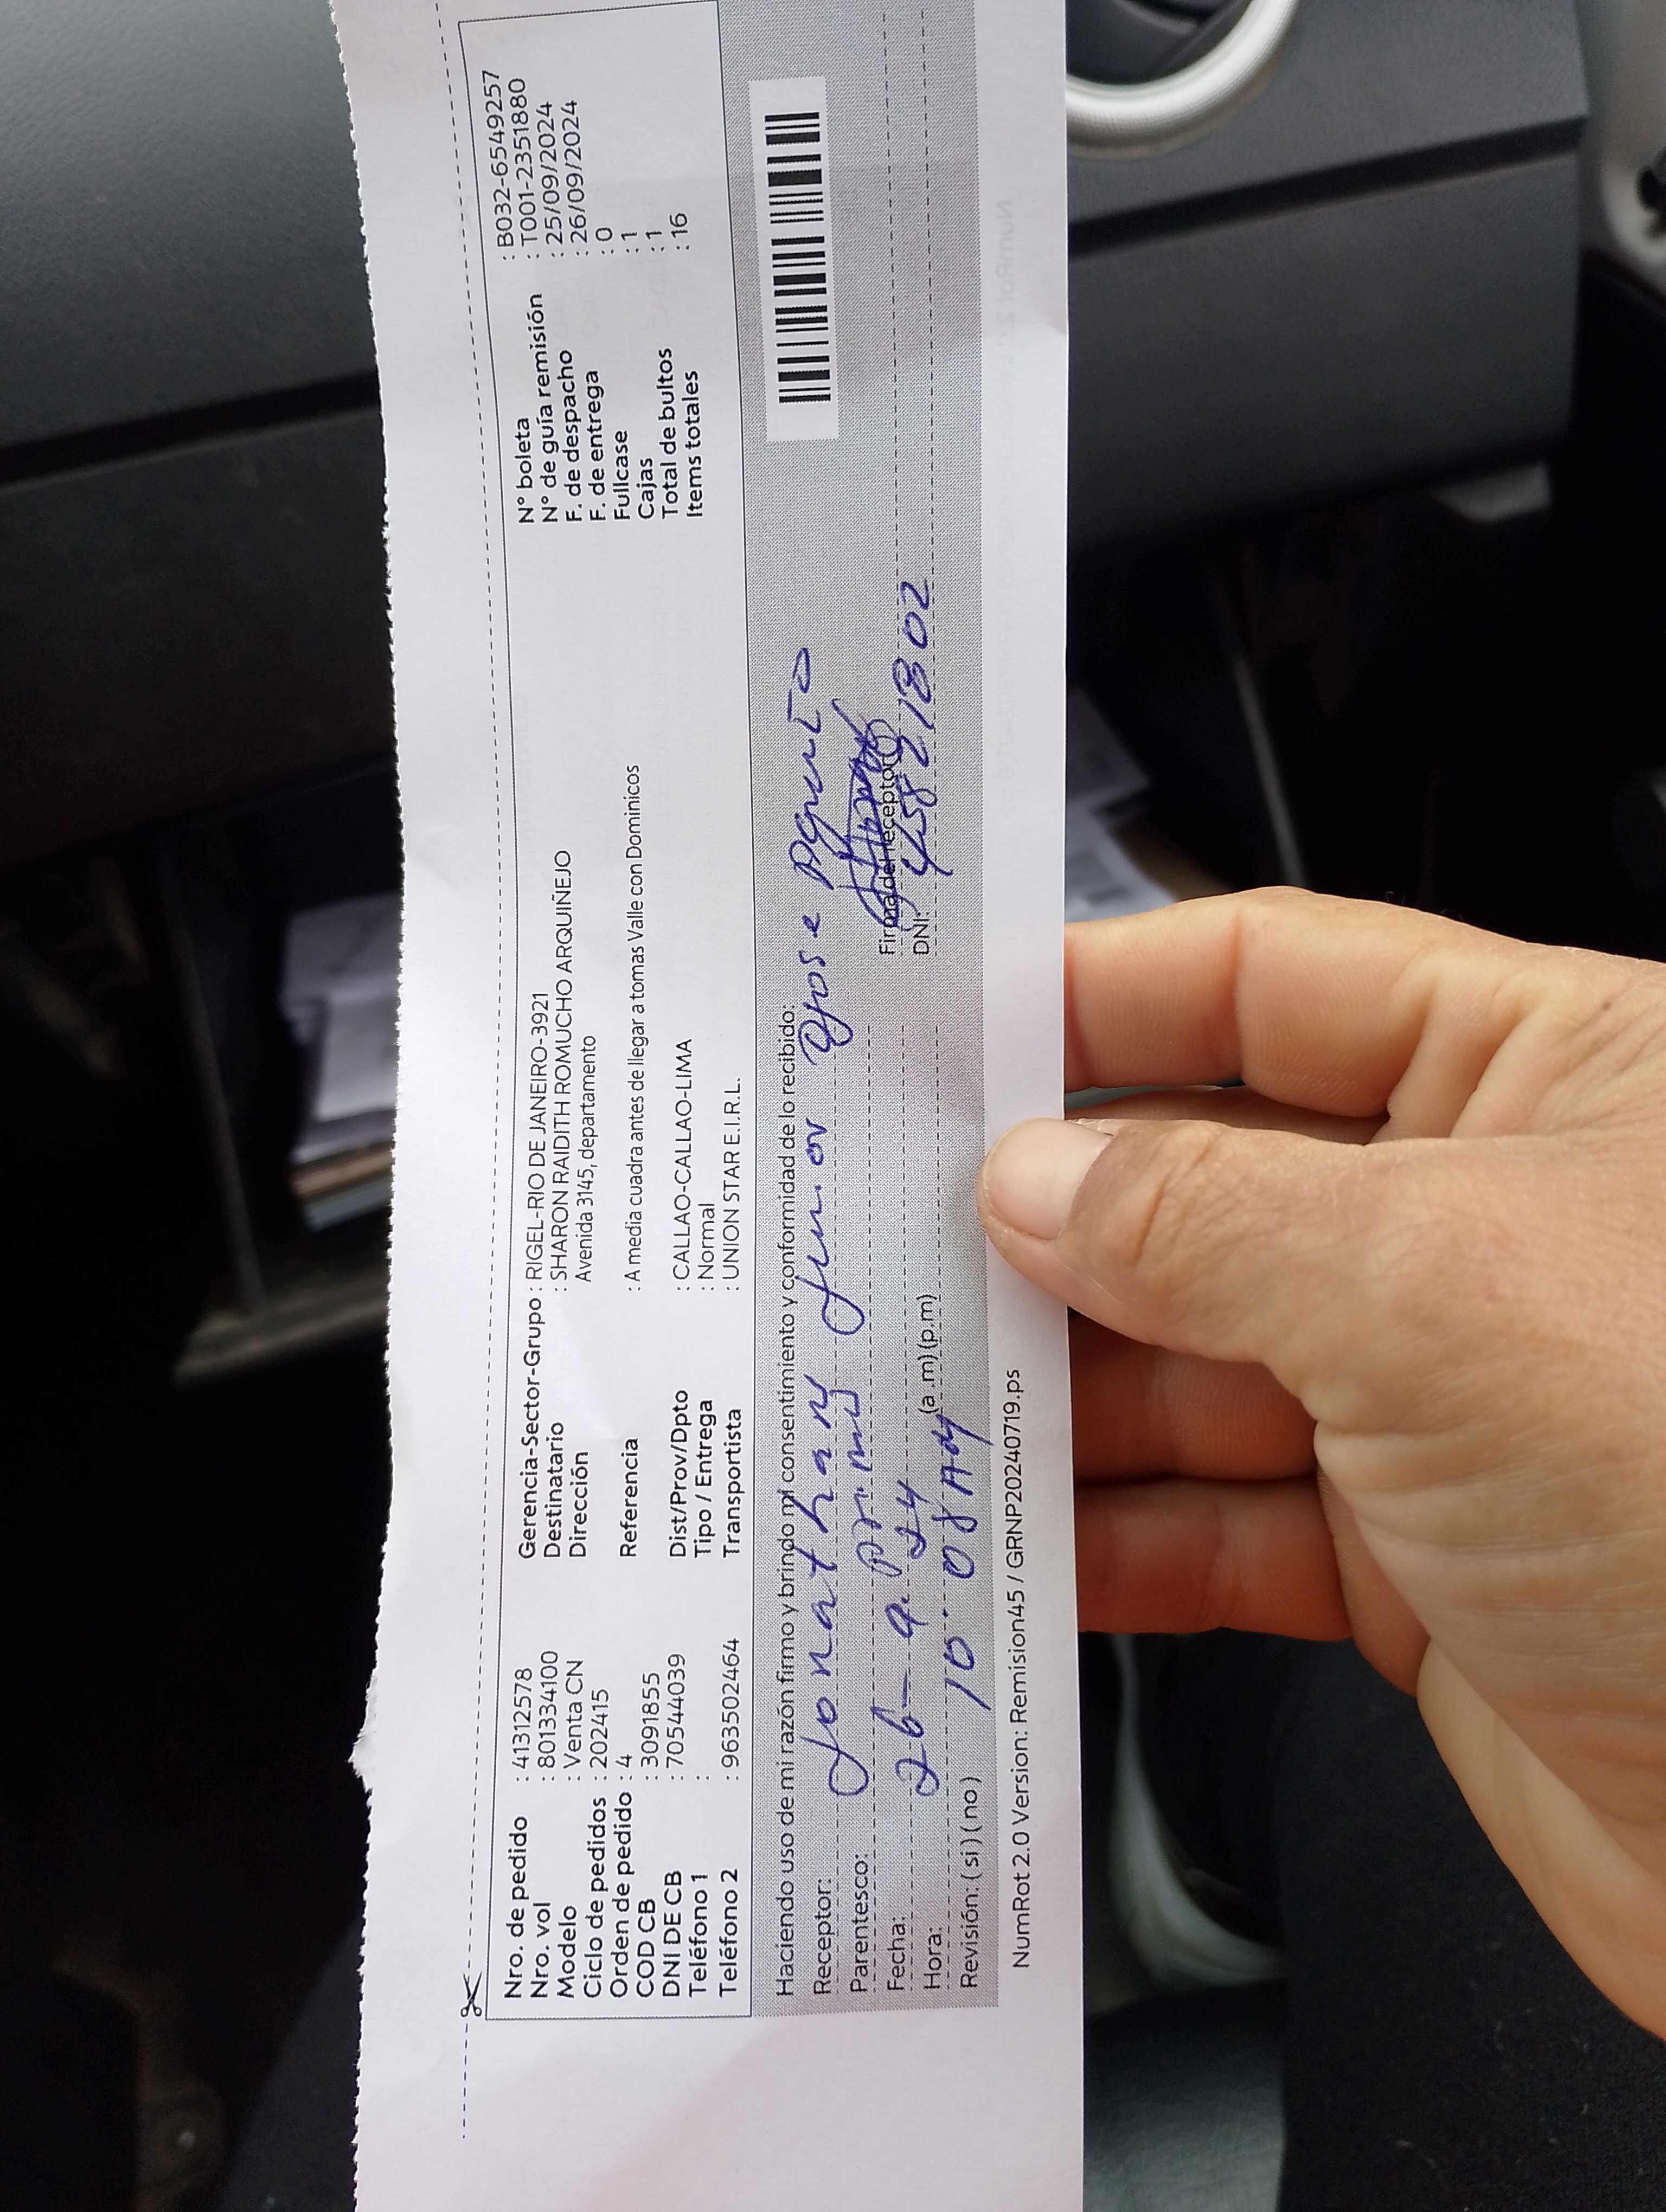 Nro. de pedido : 41312578
Nro. vol : 801334100
Modelo : Venta CN
Ciclo de pedidos : 202415
Orden de pedido : 4
COD CB : 3091855
DNI DE CB : 70544039
Teléfono 1 :
Teléfono 2 : 963502464
Gerencia-Sector-Grupo : RIGEL-RIO DE JANEIRO-3921
Destinatario : SHARON RAIDITH ROMUCHO ARQUIÑEJO
Dirección Avenida 3145, departamento
Referencia : A media cuadra antes de llegar a tomas Valle con Dominicos
Dist/Prov/Dpto : CALLAO-CALLAO-LIMA
Tipo / Entrega : Normal
Transportista : UNION STAR E.I.R.L.
N° boleta : B032-6549257
N° de guía remisión : T001-2351880
F. de despacho : 25/09/2024
F. de entrega : 26/09/2024
Fullcase : 0
Cajas : 1
Total de bultos : 1
Items totales : 16
Haciendo uso de mi razón firmo y brindo mi consentimiento y conformidad de lo recibido:
Receptor: Jonathan Junior
Parentesco: primo
Fecha: 26-9-24
Hora: 10:08 AM (a.m) (p.m)
Revisión: (si) (no)
Firma del receptor
DNI: 45821802
NumRot 2.0 Version: Remision45 / GRNP20240719.ps